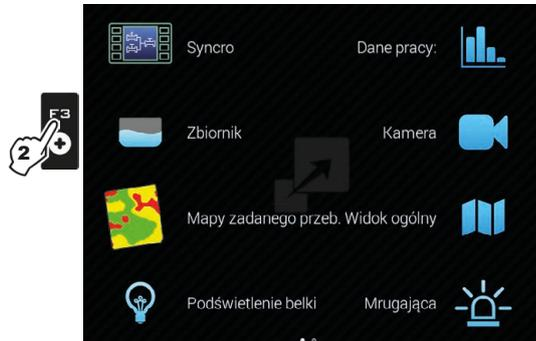 Syncro Dane pracy:
F3
2
Zbiornik Kamera
Mapy zadanego przeb. Widok ogólny
Podświetlenie belki Mrugająca